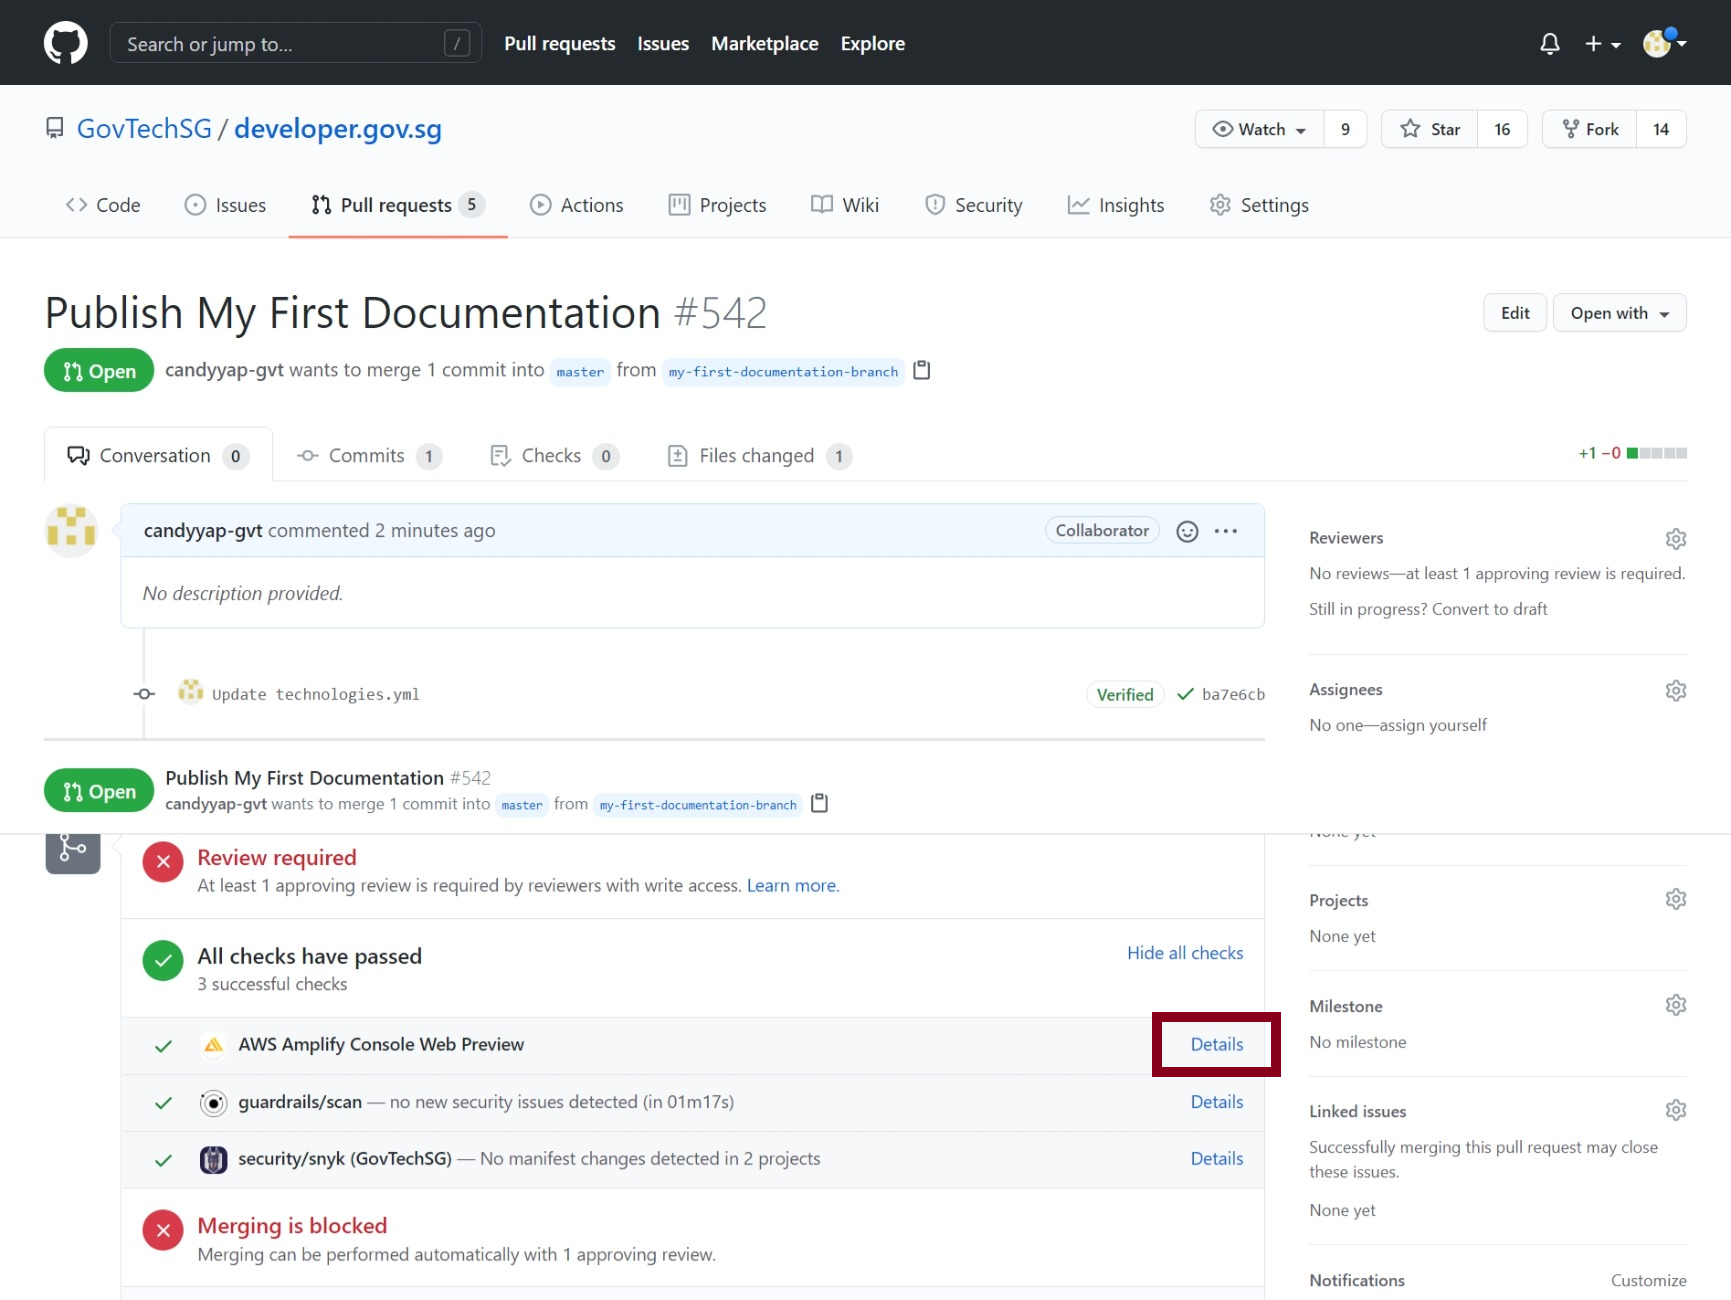 Search or jump to... /
Pull requests Issues Marketplace Explore
GovTechSG / developer.gov.sg
Watch 9 Star 16 Fork 14
Code Issues Pull requests 5 Actions Projects Wiki Security Insights Settings
Publish My First Documentation #542
Edit Open with
Open candyyap-gvt wants to merge 1 commit into master from my-first-documentation-branch
Conversation 0 Commits 1 Checks 0 Files changed 1
+1 −0
candyyap-gvt commented 2 minutes ago Collaborator
No description provided.
Update technologies.yml Verified ba7e6cb
Reviewers
No reviews—at least 1 approving review is required.
Still in progress? Convert to draft
Assignees
No one—assign yourself
Open Publish My First Documentation #542
candyyap-gvt wants to merge 1 commit into master from my-first-documentation-branch
None yet
Review required
At least 1 approving review is required by reviewers with write access. Learn more.
All checks have passed Hide all checks
3 successful checks
AWS Amplify Console Web Preview Details
guardrails/scan — no new security issues detected (in 01m17s) Details
security/snyk (GovTechSG) — No manifest changes detected in 2 projects Details
Merging is blocked
Merging can be performed automatically with 1 approving review.
Projects
None yet
Milestone
No milestone
Linked issues
Successfully merging this pull request may close
these issues.
None yet
Notifications Customize